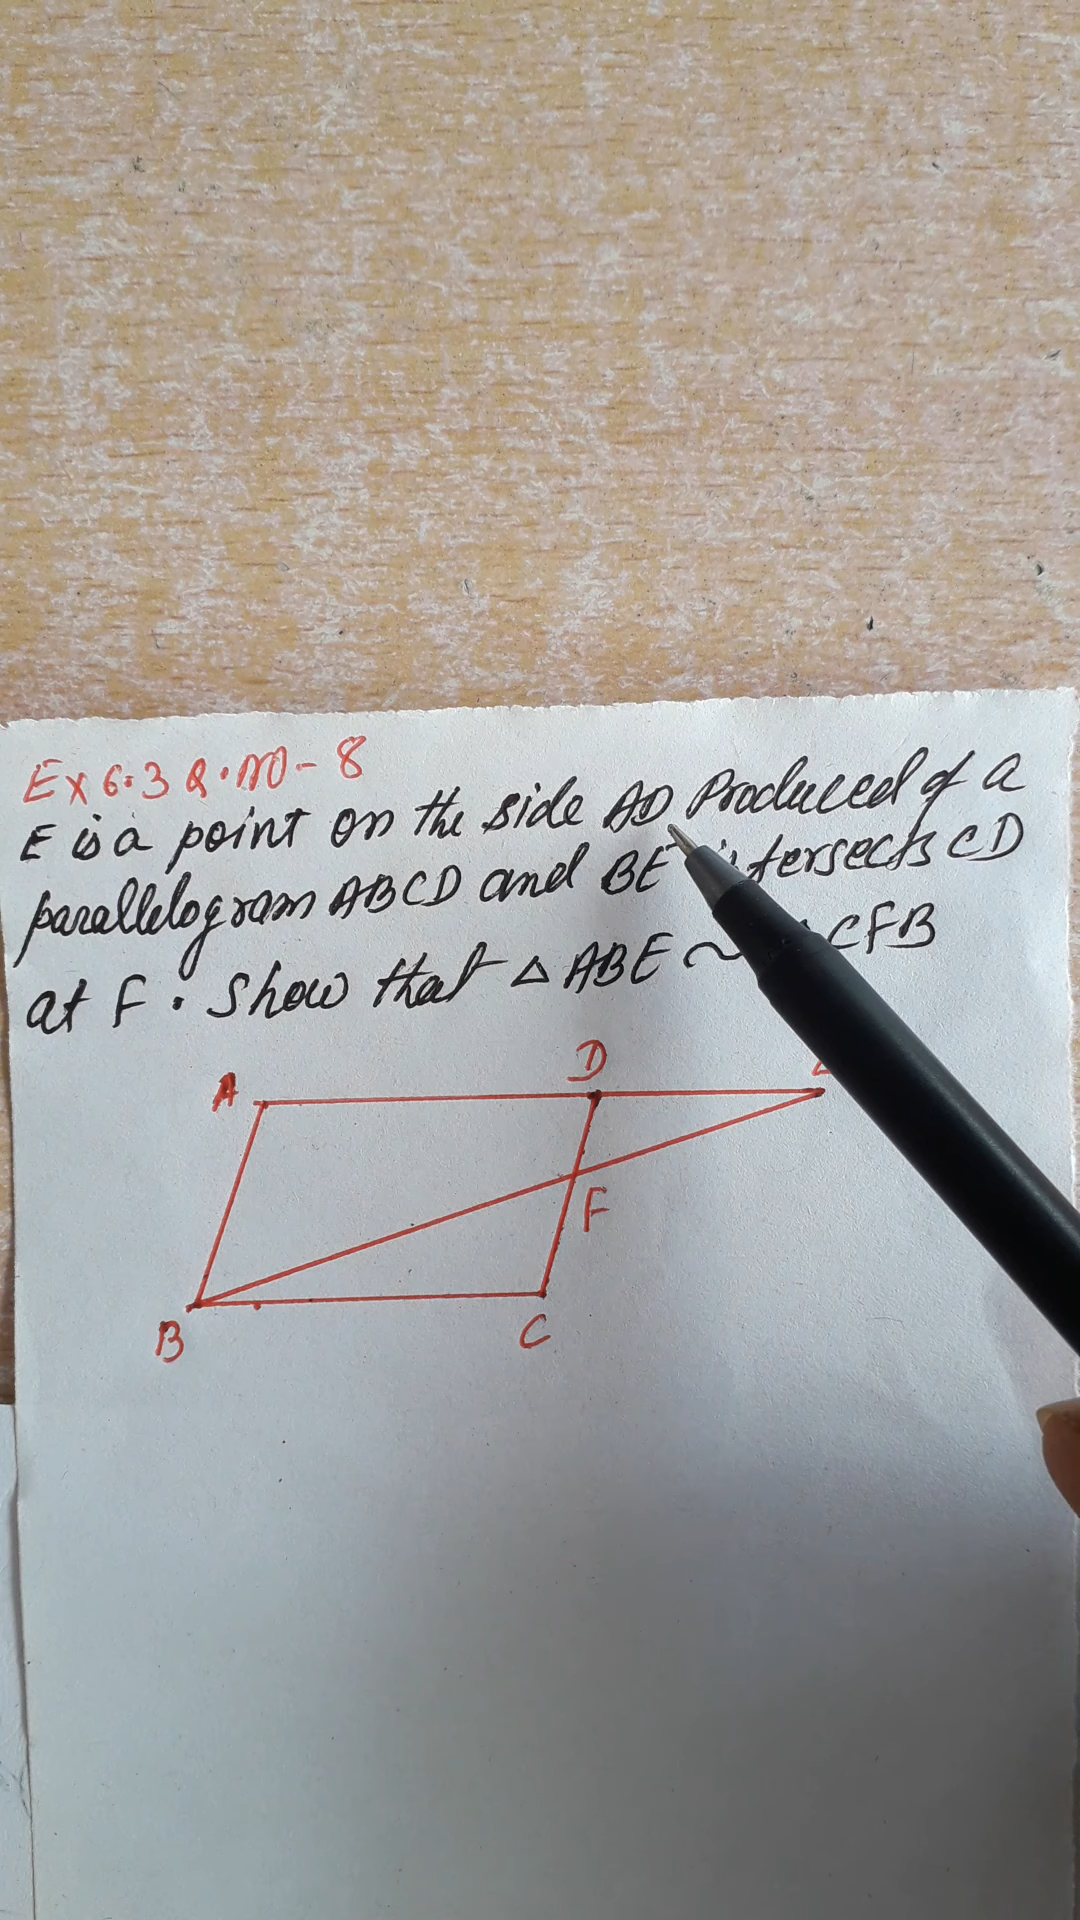 Ex 6.3 Q.NO-8
E is a point on the side AD Produced of a
parallelogram ABCD and BE intersects CD
at F. Show that △ABE ~ CFB
A
D
F
B
C